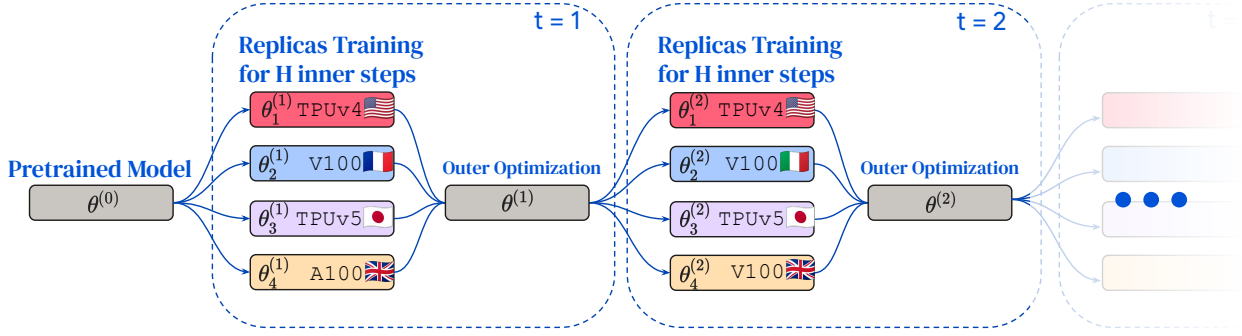 t = 1
t = 2
t =
Replicas Training
for H inner steps
Replicas Training
for H inner steps
θ₁⁽¹⁾ TPUv4
θ₁⁽²⁾ TPUv4
Pretrained Model
θ₂⁽¹⁾ V100
Outer Optimization
θ₂⁽²⁾ V100
Outer Optimization
θ⁽⁰⁾
θ⁽¹⁾
θ⁽²⁾
θ₃⁽¹⁾ TPUv5
θ₃⁽²⁾ TPUv5
θ₄⁽¹⁾ A100
θ₄⁽²⁾ V100